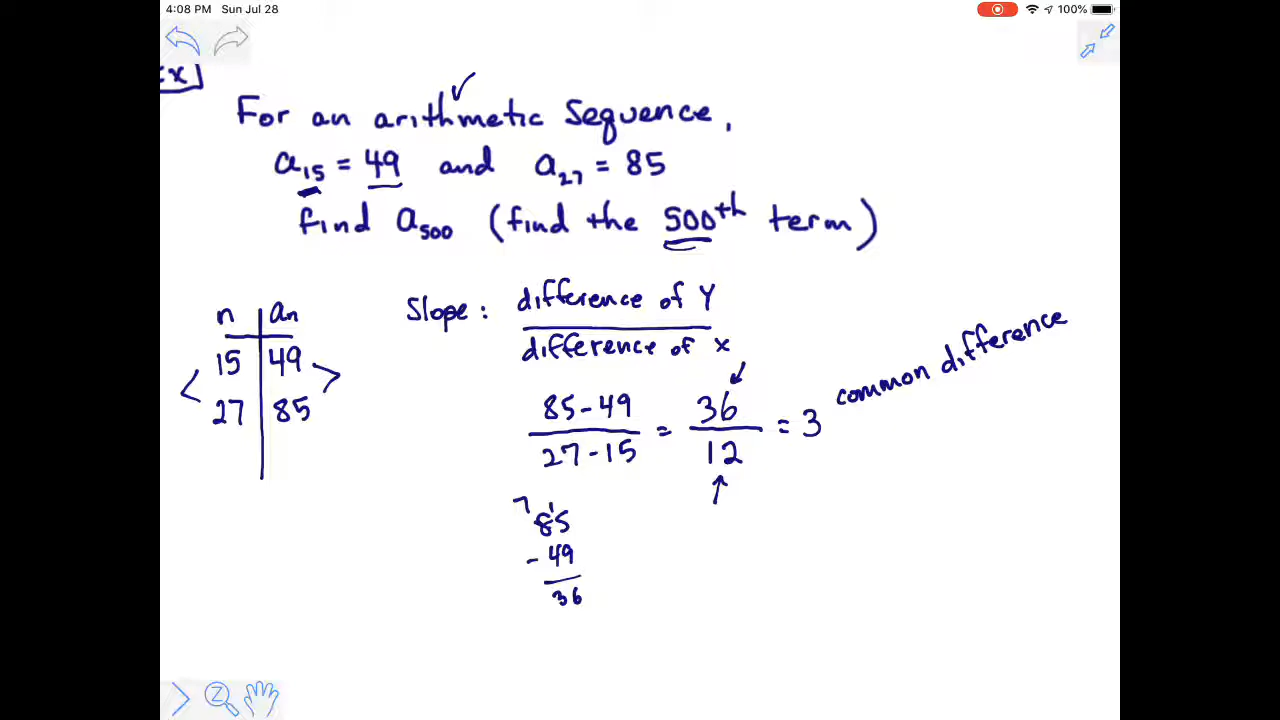 4:08 PM Sun Jul 28
100%
Ex
For an arithmetic sequence,
a₁₅ = 49 and a₂₇ = 85
find a₅₀₀ (find the 500ᵗʰ term)
n aₙ
15 49
27 85
Slope: difference of Y
difference of x
85-49 / 27-15 = 36 / 12 = 3 common difference
7 1
85
- 49
36
Z